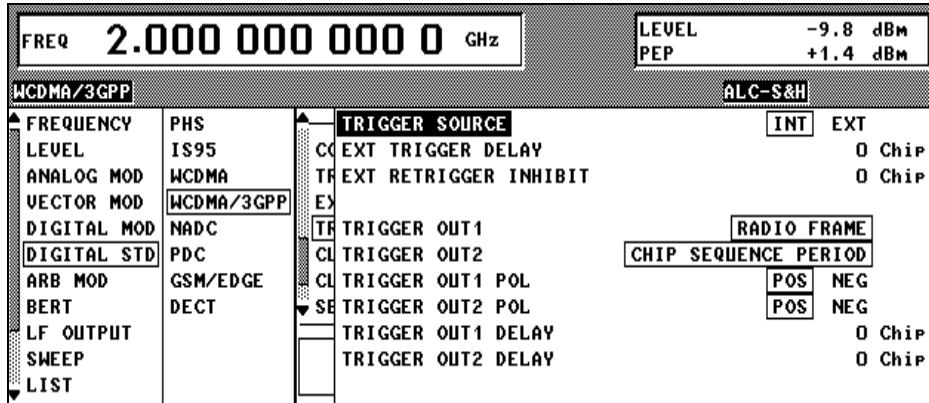 FREQ 2.000 000 000 0 GHz
LEVEL -9.8 dBm
PEP +1.4 dBm
WCDMA/3GPP
ALC-S&H
FREQUENCY
LEVEL
ANALOG MOD
VECTOR MOD
DIGITAL MOD
DIGITAL STD
ARB MOD
BERT
LF OUTPUT
SWEEP
LIST
PHS
IS95
WCDMA
WCDMA/3GPP
NADC
PDC
GSM/EDGE
DECT
TRIGGER SOURCE INT EXT
EXT TRIGGER DELAY 0 Chip
EXT RETRIGGER INHIBIT 0 Chip
TRIGGER OUT1 RADIO FRAME
TRIGGER OUT2 CHIP SEQUENCE PERIOD
TRIGGER OUT1 POL POS NEG
TRIGGER OUT2 POL POS NEG
TRIGGER OUT1 DELAY 0 Chip
TRIGGER OUT2 DELAY 0 Chip